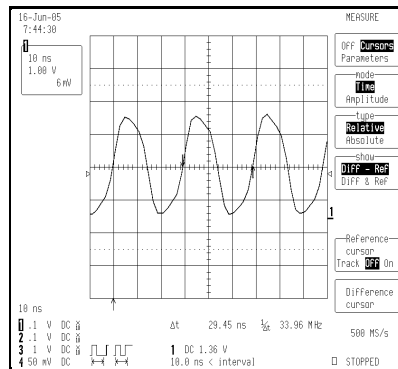 16-Jun-05
7:44:30
1
10 ns
1.00 V
6mV
10 ns
1 .1 V DC
2 .1 V DC
3 1 V DC
4 50 mV DC
Δt 29.45 ns 1/Δt 33.96 MHz
1 DC 1.36 V
10.0 ns < interval
1
MEASURE
Off Cursors
Parameters
mode
Time
Amplitude
type
Relative
Absolute
show
Diff - Ref
Diff & Ref
Reference
cursor
Track Off On
Difference
cursor
500 MS/s
STOPPED